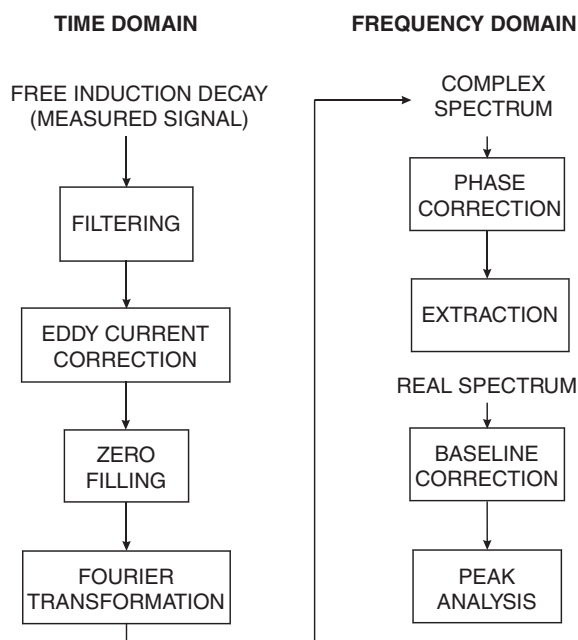 TIME DOMAIN
FREE INDUCTION DECAY
(MEASURED SIGNAL)
FILTERING
EDDY CURRENT
CORRECTION
ZERO
FILLING
FOURIER
TRANSFORMATION
FREQUENCY DOMAIN
COMPLEX
SPECTRUM
PHASE
CORRECTION
EXTRACTION
REAL SPECTRUM
BASELINE
CORRECTION
PEAK
ANALYSIS